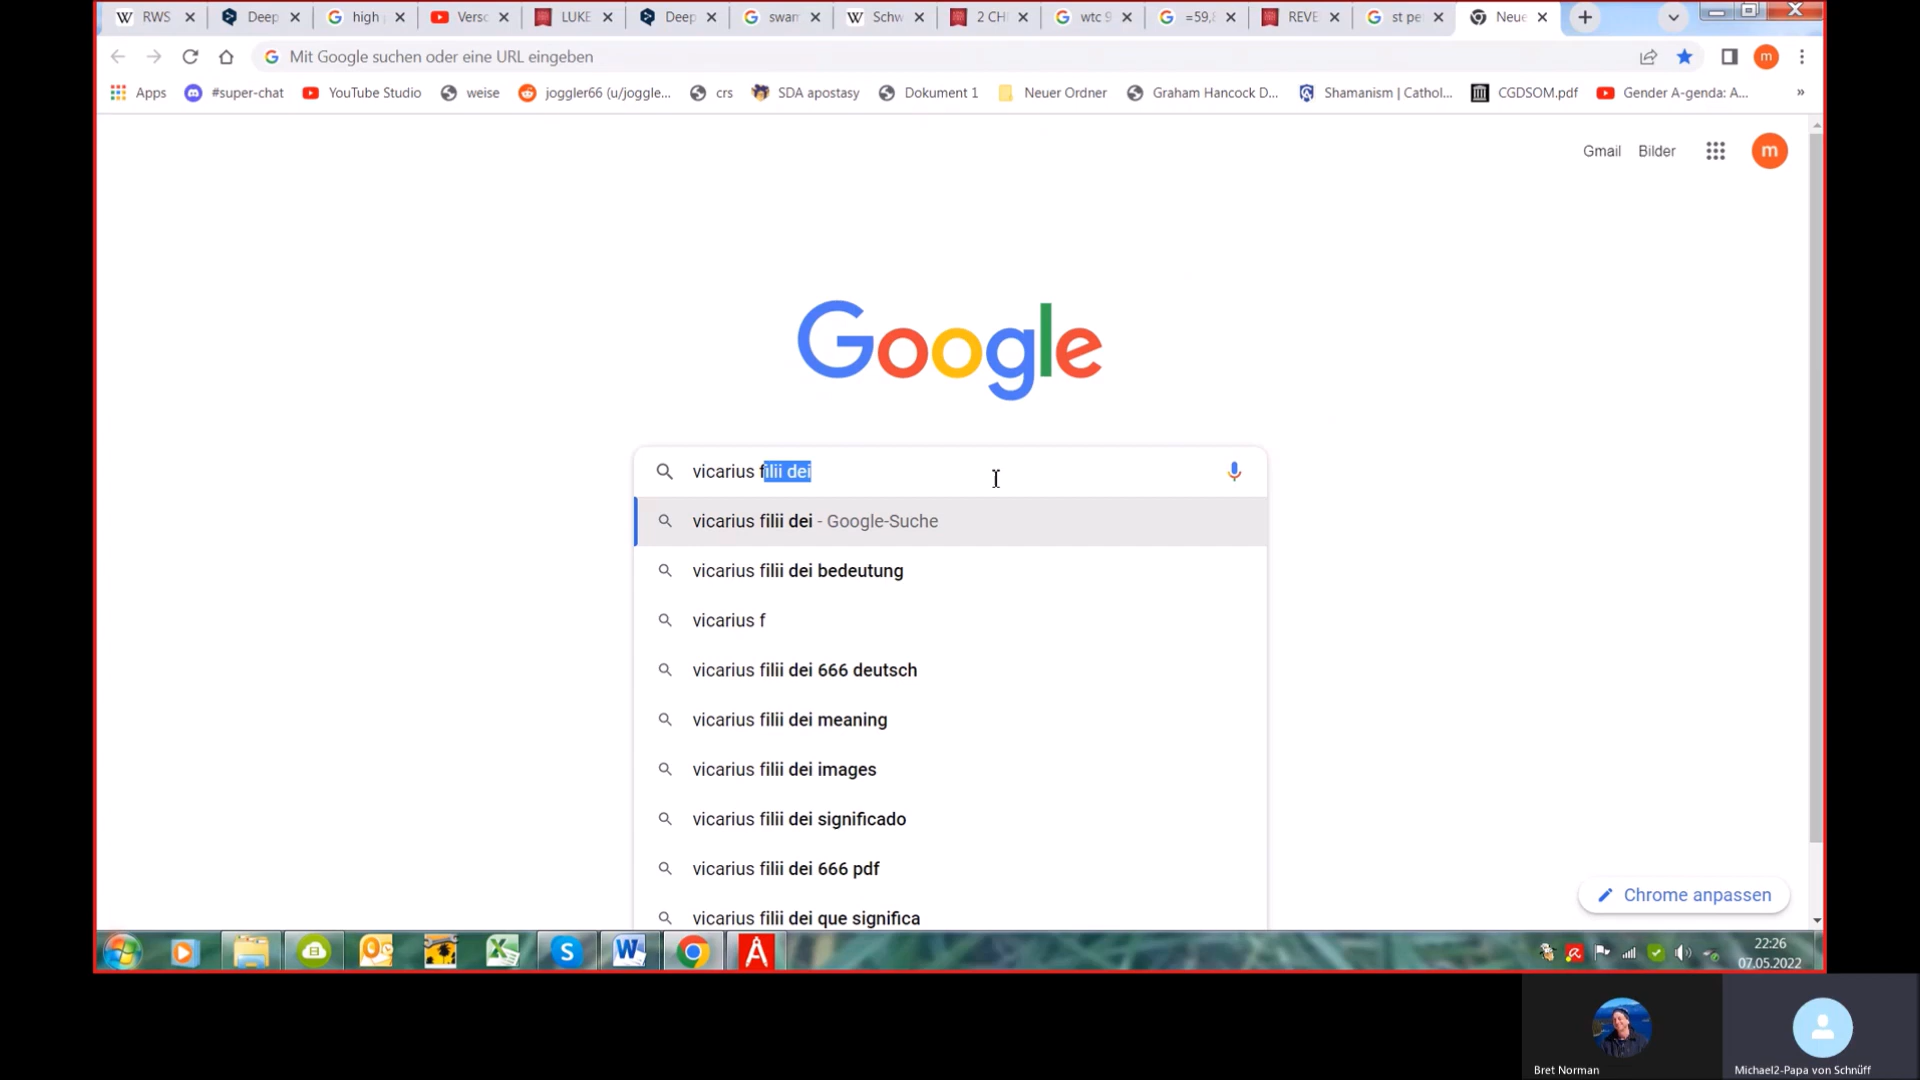 RWS
Deep
high
Versc
LUKE
Deep
swar
Schw
2 CH
wtc 9
=59,
REVE
st pe
Neue
Mit Google suchen oder eine URL eingeben
m
Apps
#super-chat
YouTube Studio
weise
joggler66 (u/joggle...
crs
SDA apostasy
Dokument 1
Neuer Ordner
Graham Hancock D...
Shamanism | Cathol...
CGDSOM.pdf
Gender A-genda: A...
»
Gmail
Bilder
m
Google
vicarius filii dei
vicarius filii dei - Google-Suche
vicarius filii dei bedeutung
vicarius f
vicarius filii dei 666 deutsch
vicarius filii dei meaning
vicarius filii dei images
vicarius filii dei significado
vicarius filii dei 666 pdf
vicarius filii dei que significa
Chrome anpassen
22:26
07.05.2022
Bret Norman
Michael2-Papa von Schnüff